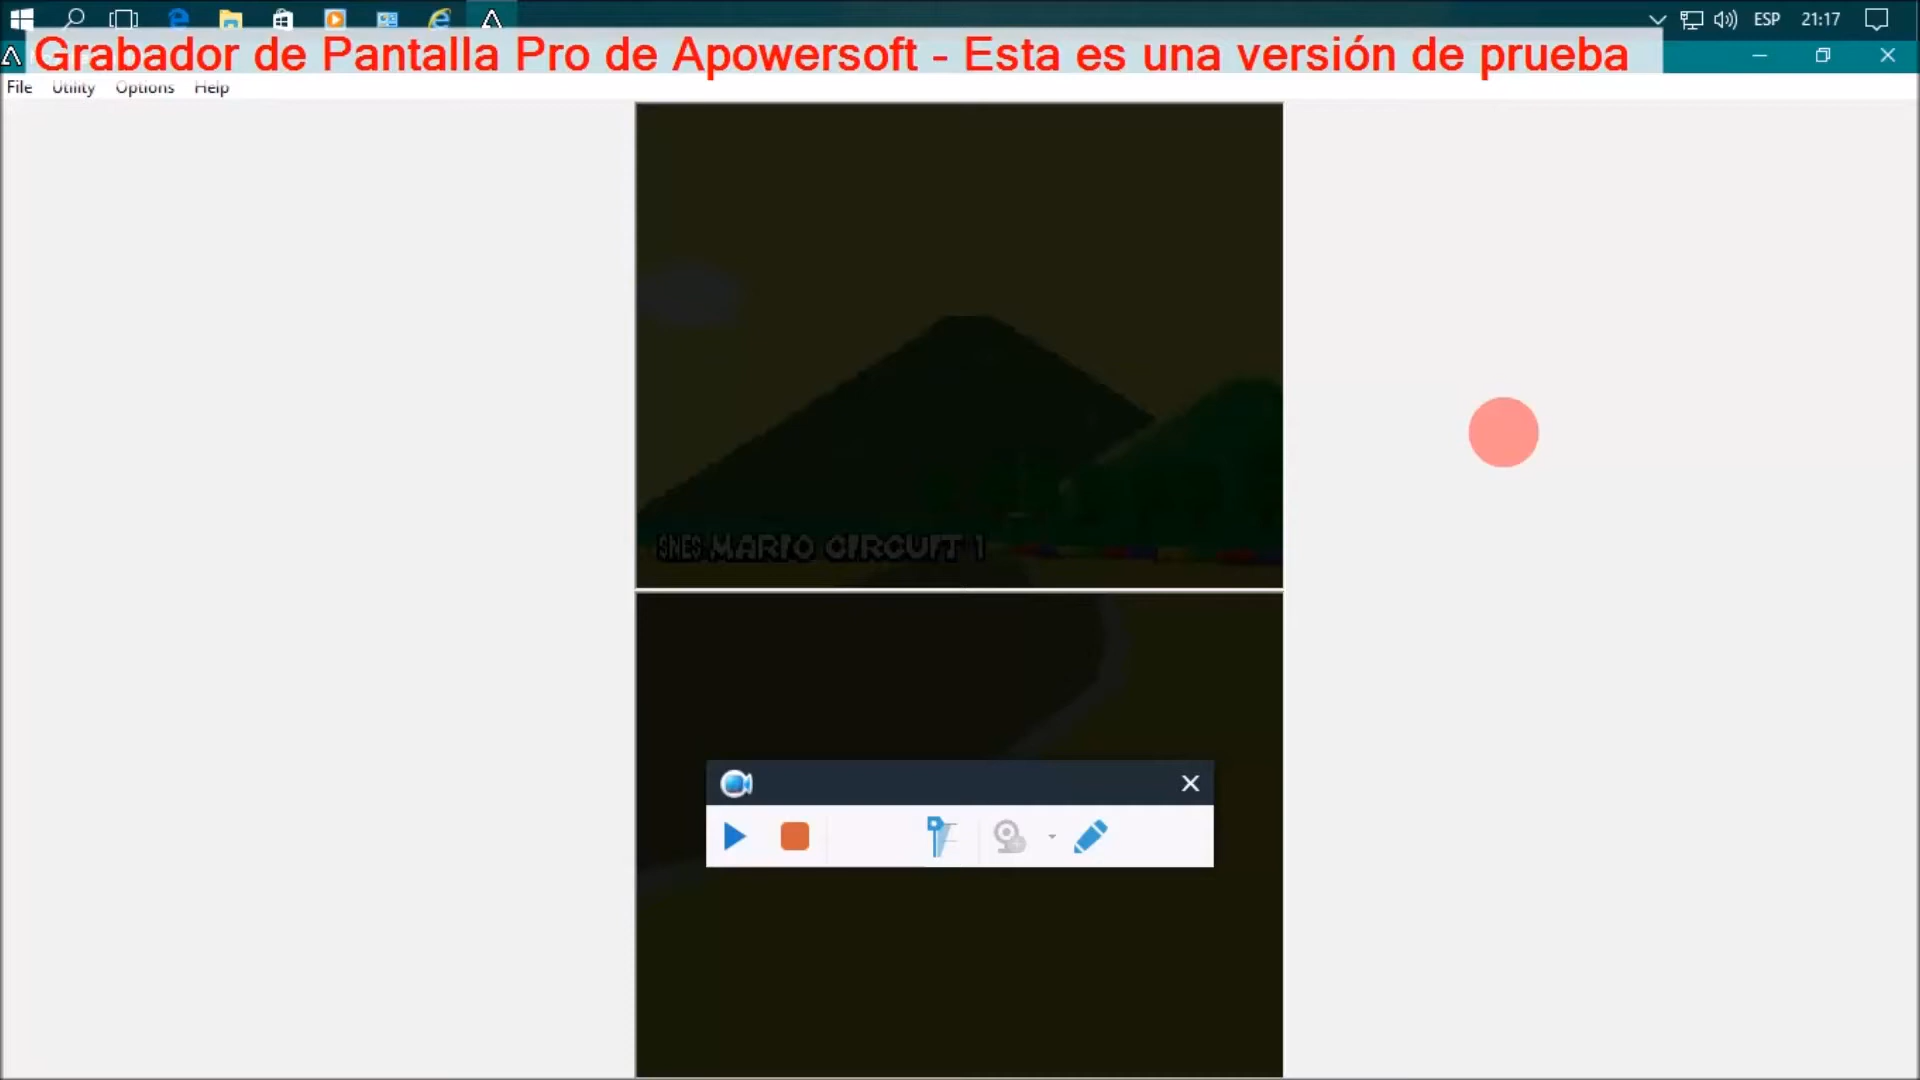 ESP 21:17
Grabador de Pantalla Pro de Apowersoft - Esta es una versión de prueba
File Utility Options Help
SNES MARIO CIRCUIT 1